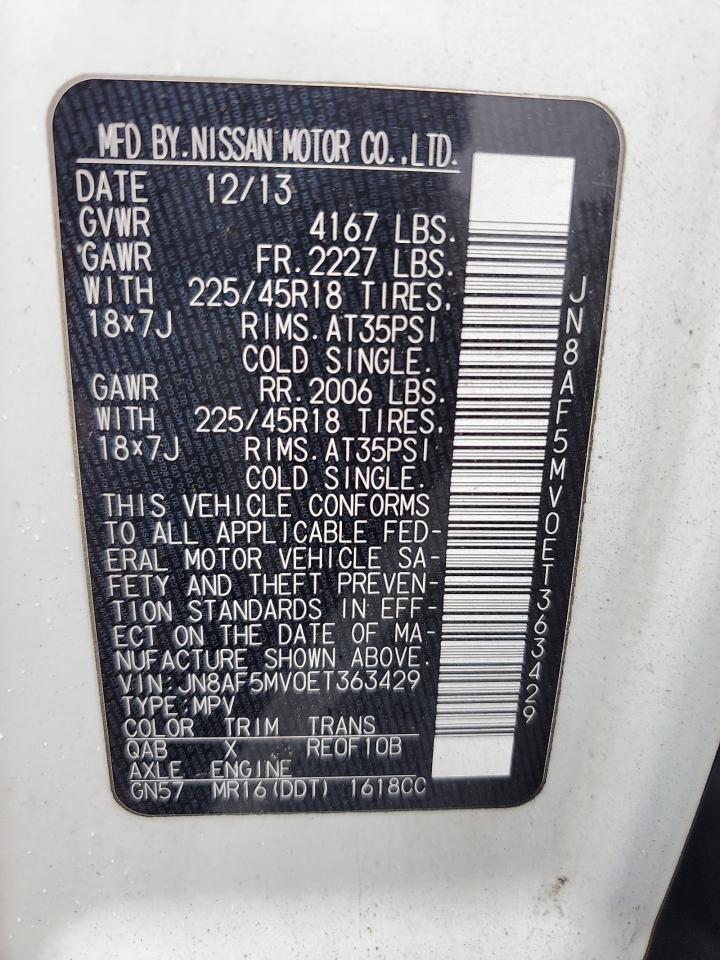 MFD BY.NISSAN MOTOR CO.,LTD.
DATE 12/13
GVWR 4167 LBS.
GAWR FR. 2227 LBS.
WITH 225/45R18 TIRES,
18×7J RIMS. AT35PSI
COLD SINGLE.
GAWR RR. 2006 LBS.
WITH 225/45R18 TIRES,
18×7J RIMS. AT35PSI
COLD SINGLE.
THIS VEHICLE CONFORMS
TO ALL APPLICABLE FED-
ERAL MOTOR VEHICLE SA-
FETY AND THEFT PREVEN-
TION STANDARDS IN EFF-
ECT ON THE DATE OF MA-
NUFACTURE SHOWN ABOVE.
VIN:JN8AF5MV0ET363429
TYPE:MPV
COLOR TRIM TRANS
QAB X RE0F10B
AXLE ENGINE
GN57 MR16(DDT) 1618CC
JN8AF5MV0ET363429